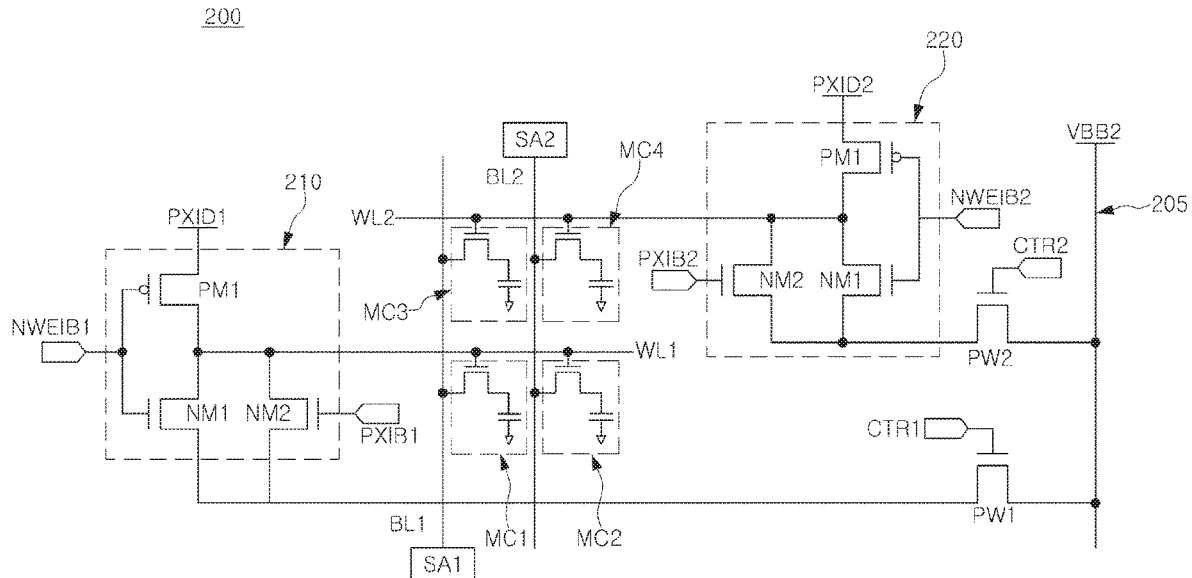 200
220
PXID2
SA2
MC4
VBB2
BL2
PM1
210
NWEIB2
205
PXID1
WL2
CTR2
PXIB2
NM2
NM1
PM1
MC3
NWEIB1
WL1
PW2
NM1
NM2
PXIB1
CTR1
PW1
BL1
MC1
MC2
SA1